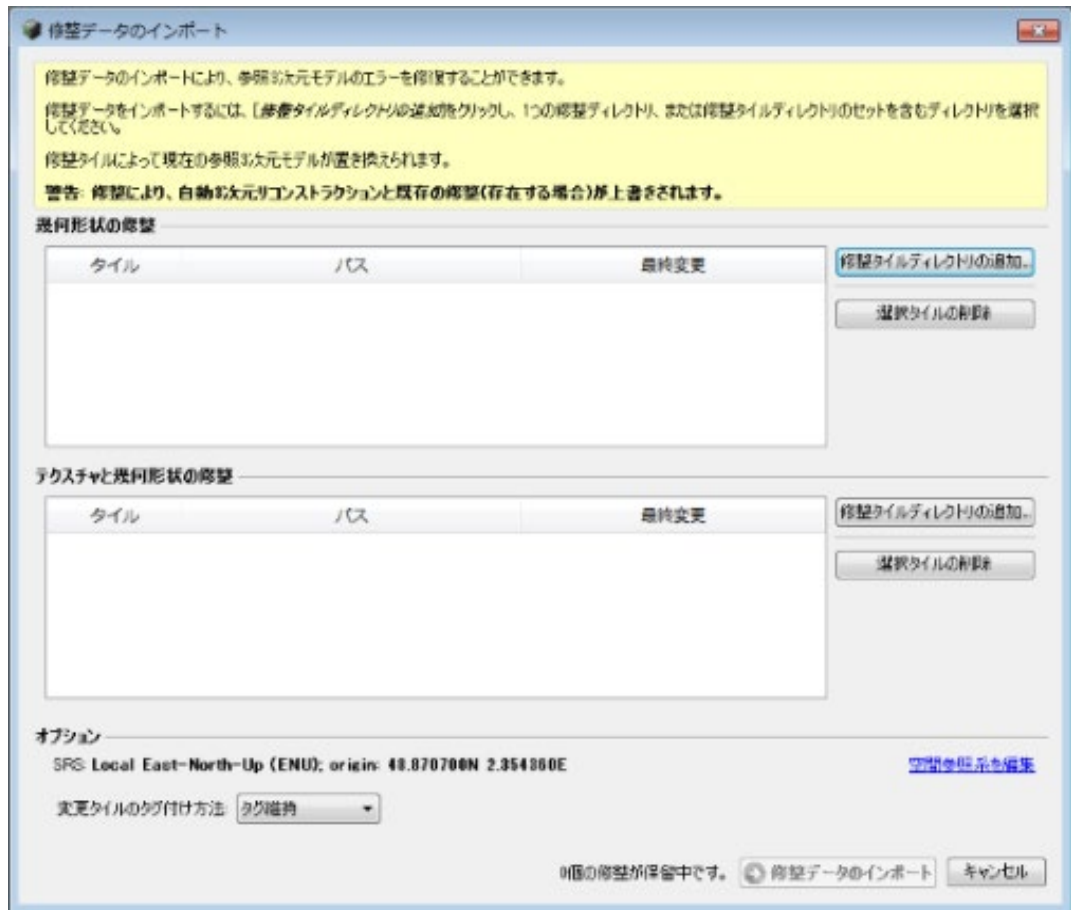 修整データのインポート
修整データのインポートにより、参照3次元モデルのエラーを修復することができます。
修整データをインポートするには、[修整タイルディレクトリの追加]をクリックし、1つの修整ディレクトリ、または修整タイルディレクトリのセットを含むディレクトリを選択
してください。
修整タイルによって現在の参照3次元モデルが置き換えられます。
警告: 修整により、自動3次元リコンストラクションと既存の修整(存在する場合)が上書きされます。
幾何形状の修整
タイル パス 最終変更
修整タイルディレクトリの追加...
選択タイルの削除
テクスチャと幾何形状の修整
タイル パス 最終変更
修整タイルディレクトリの追加...
選択タイルの削除
オプション
SRS: Local East-North-Up (ENU); origin: 48.870700N 2.354360E
空間参照系を編集
変更タイルのタグ付け方法: タグ維持
0個の修整が保留中です。 修整データのインポート キャンセル